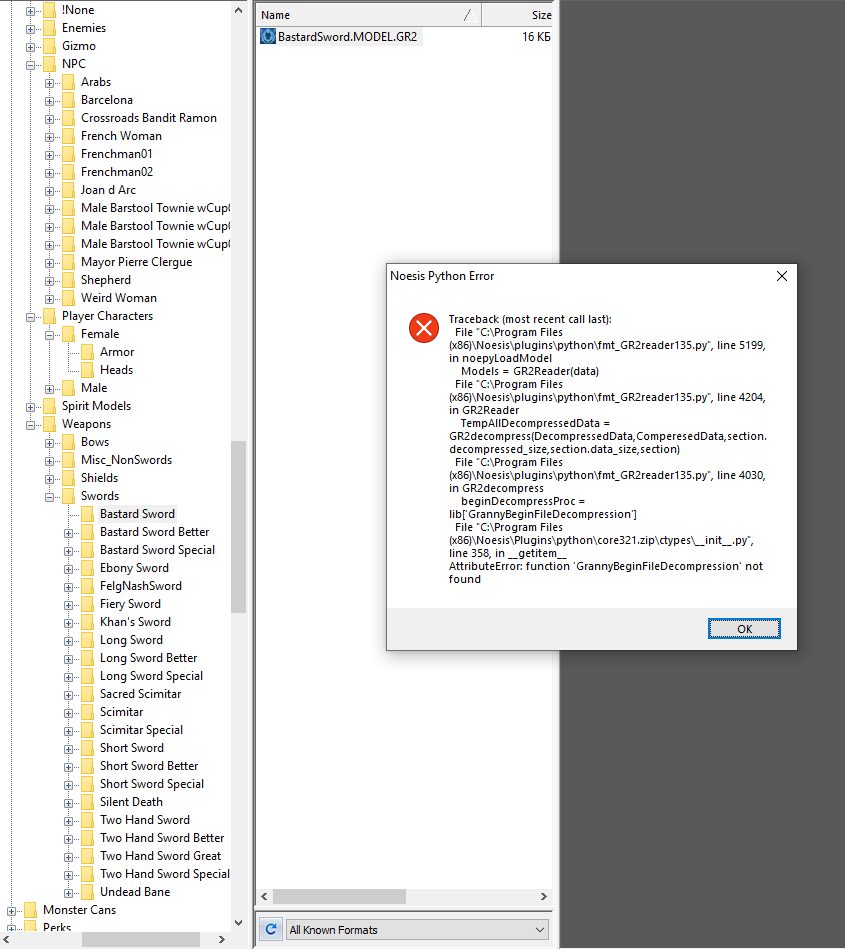 !None
Enemies
Gizmo
NPC
Arabs
Barcelona
Crossroads Bandit Ramon
French Woman
Frenchman01
Frenchman02
Joan d Arc
Male Barstool Townie wCup
Male Barstool Townie wCup
Male Barstool Townie wCup
Mayor Pierre Clergue
Shepherd
Weird Woman
Player Characters
Female
Armor
Heads
Male
Spirit Models
Weapons
Bows
Misc_NonSwords
Shields
Swords
Bastard Sword
Bastard Sword Better
Bastard Sword Special
Ebony Sword
FelgNashSword
Fiery Sword
Khan's Sword
Long Sword
Long Sword Better
Long Sword Special
Sacred Scimitar
Scimitar
Scimitar Special
Short Sword
Short Sword Better
Short Sword Special
Silent Death
Two Hand Sword
Two Hand Sword Better
Two Hand Sword Great
Two Hand Sword Special
Undead Bane
Monster Cans
Perks
Name Size
BastardSword.MODEL.GR2 16 КБ
Noesis Python Error
Traceback (most recent call last):
File "C:\Program Files
(x86)\Noesis\plugins\python\fmt_GR2reader135.py", line 5199,
in noepyLoadModel
Models = GR2Reader(data)
File "C:\Program Files
(x86)\Noesis\plugins\python\fmt_GR2reader135.py", line 4204,
in GR2Reader
TempAllDecompressedData =
GR2decompress(DecompressedData,ComperesedData,section.
decompressed_size,section.data_size,section)
File "C:\Program Files
(x86)\Noesis\plugins\python\fmt_GR2reader135.py", line 4030,
in GR2decompress
beginDecompressProc =
lib['GrannyBeginFileDecompression']
File "C:\Program Files
(x86)\Noesis\Plugins\python\core321.zip\ctypes\__init__.py",
line 358, in __getitem__
AttributeError: function 'GrannyBeginFileDecompression' not
found
OK
All Known Formats